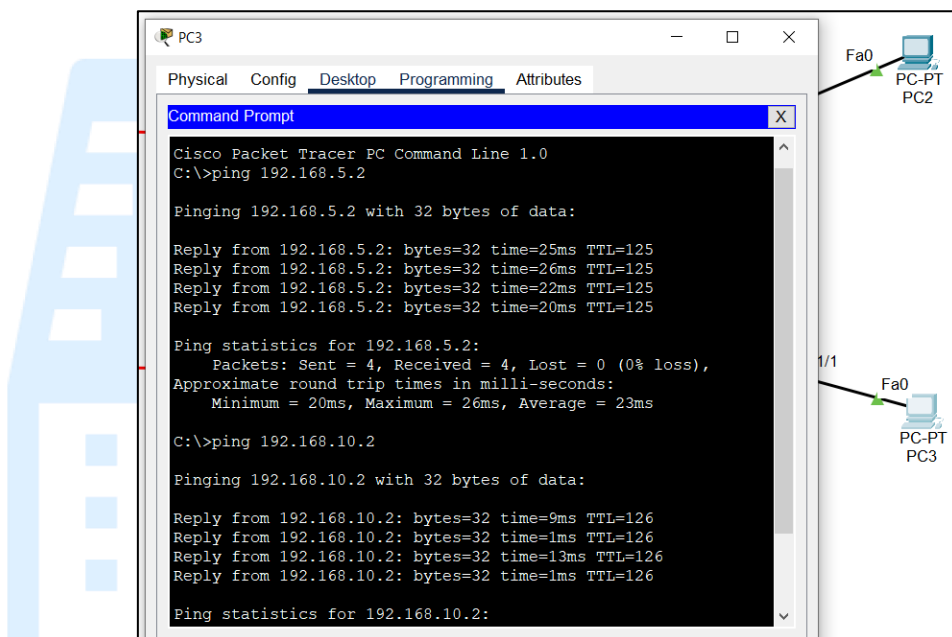 PC3
Physical Config Desktop Programming Attributes
Command Prompt X
Cisco Packet Tracer PC Command Line 1.0
C:\>ping 192.168.5.2
Pinging 192.168.5.2 with 32 bytes of data:
Reply from 192.168.5.2: bytes=32 time=25ms TTL=125
Reply from 192.168.5.2: bytes=32 time=26ms TTL=125
Reply from 192.168.5.2: bytes=32 time=22ms TTL=125
Reply from 192.168.5.2: bytes=32 time=20ms TTL=125
Ping statistics for 192.168.5.2:
    Packets: Sent = 4, Received = 4, Lost = 0 (0% loss),
Approximate round trip times in milli-seconds:
    Minimum = 20ms, Maximum = 26ms, Average = 23ms
C:\>ping 192.168.10.2
Pinging 192.168.10.2 with 32 bytes of data:
Reply from 192.168.10.2: bytes=32 time=9ms TTL=126
Reply from 192.168.10.2: bytes=32 time=1ms TTL=126
Reply from 192.168.10.2: bytes=32 time=13ms TTL=126
Reply from 192.168.10.2: bytes=32 time=1ms TTL=126
Ping statistics for 192.168.10.2:
Fa0
PC-PT
PC2
1/1
Fa0
PC-PT
PC3